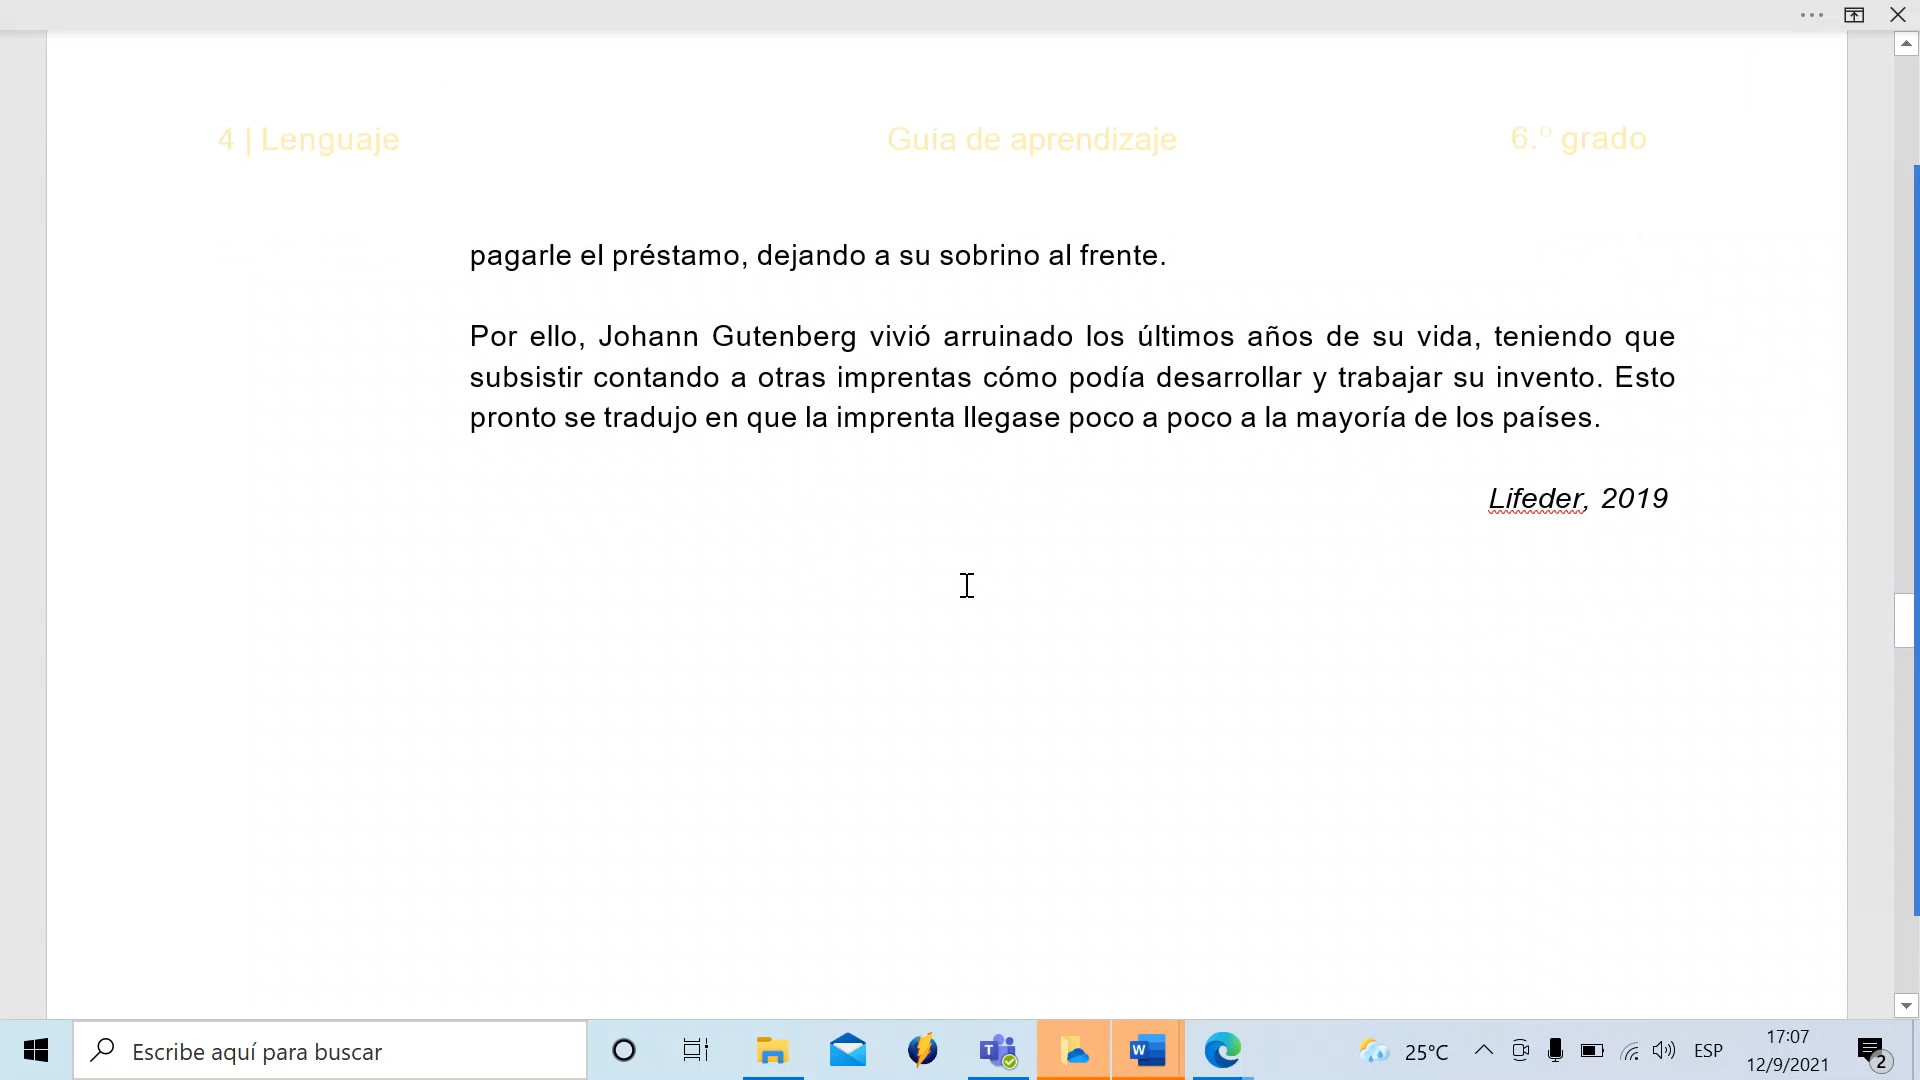 4 | Lenguaje Guía de aprendizaje 6.º grado
pagarle el préstamo, dejando a su sobrino al frente.
Por ello, Johann Gutenberg vivió arruinado los últimos años de su vida, teniendo que
subsistir contando a otras imprentas cómo podía desarrollar y trabajar su invento. Esto
pronto se tradujo en que la imprenta llegase poco a poco a la mayoría de los países.
Lifeder, 2019
Escribe aquí para buscar
25°C
ESP
17:07
12/9/2021
2